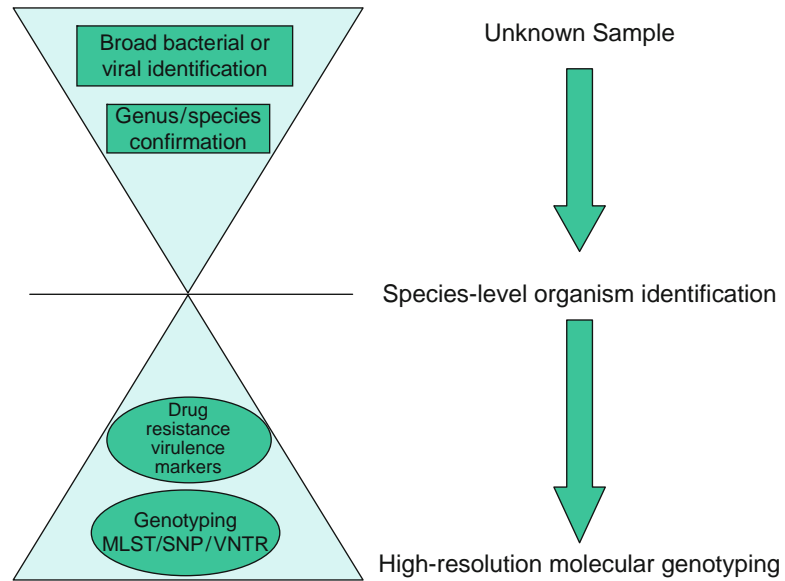 Broad bacterial or
viral identification
Genus/species
confirmation
Unknown Sample
Species-level organism identification
Drug
resistance
virulence
markers
Genotyping
MLST/SNP/VNTR
High-resolution molecular genotyping